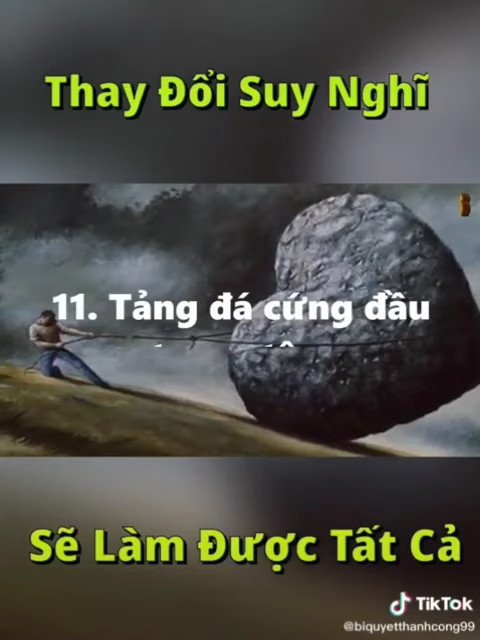 Thay Đổi Suy Nghĩ
11. Tảng đá cứng đầu
Sẽ Làm Được Tất Cả
TikTok
@biquyetthanhcong99